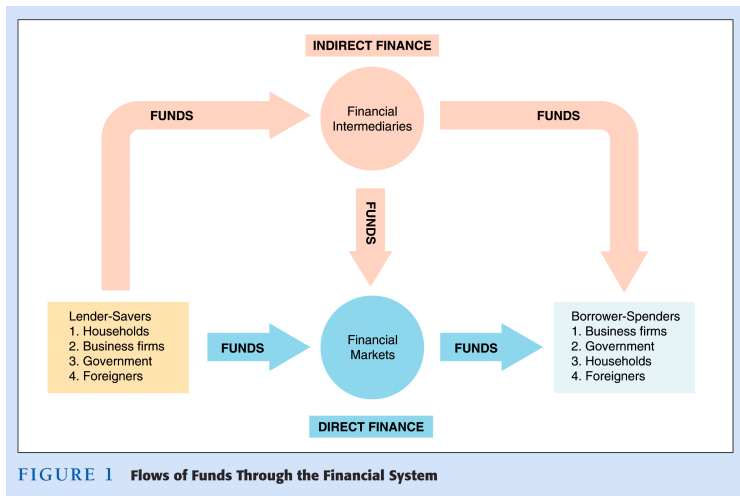 INDIRECT FINANCE
FUNDS
Financial
Intermediaries
FUNDS
FUNDS
Lender-Savers
1. Households
2. Business firms
3. Government
4. Foreigners
FUNDS
Financial
Markets
FUNDS
Borrower-Spenders
1. Business firms
2. Government
3. Households
4. Foreigners
DIRECT FINANCE
FIGURE 1 Flows of Funds Through the Financial System